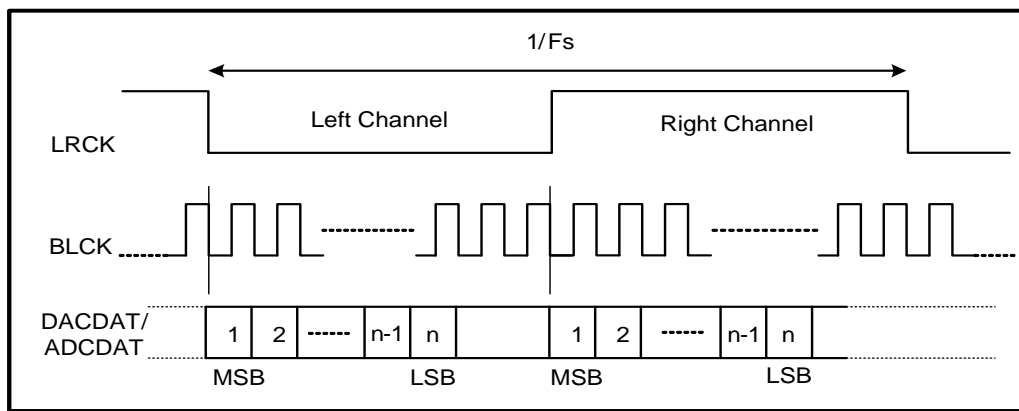 1/Fs
Left Channel
Right Channel
LRCK
BLCK
DACDAT/
ADCDAT
1 2 n-1 n 1 2 n-1 n
MSB LSB MSB LSB